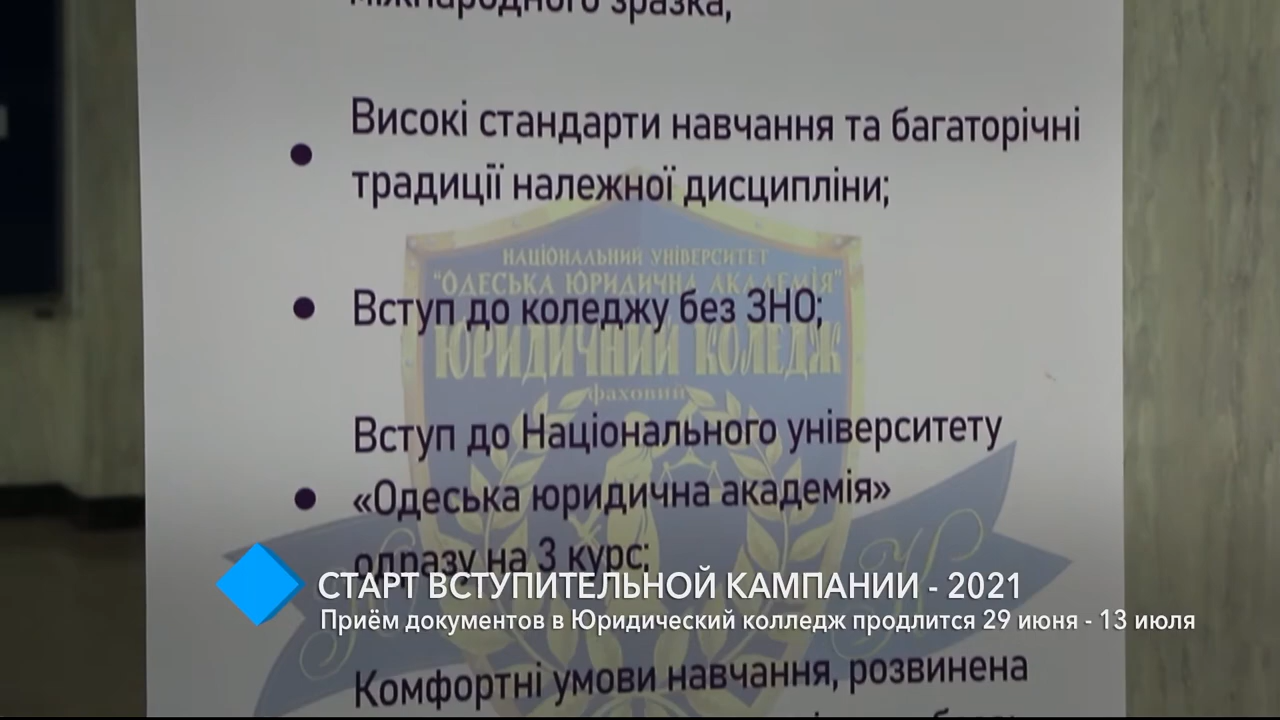 міжнародного зразка;
Високі стандарти навчання та багаторічні
традиції належної дисципліни;
НАЦІОНАЛЬНИЙ УНІВЕРСИТЕТ
"ОДЕСЬКА ЮРИДИЧНА АКАДЕМІЯ"
Вступ до коледжу без ЗНО;
ЮРИДИЧНИЙ КОЛЕДЖ
фаховий
Вступ до Національного університету
«Одеська юридична академія»
одразу на 3 курс;
СТАРТ ВСТУПИТЕЛЬНОЙ КАМПАНИИ - 2021
Приём документов в Юридический колледж продлится 29 июня - 13 июля
Комфортні умови навчання, розвинена